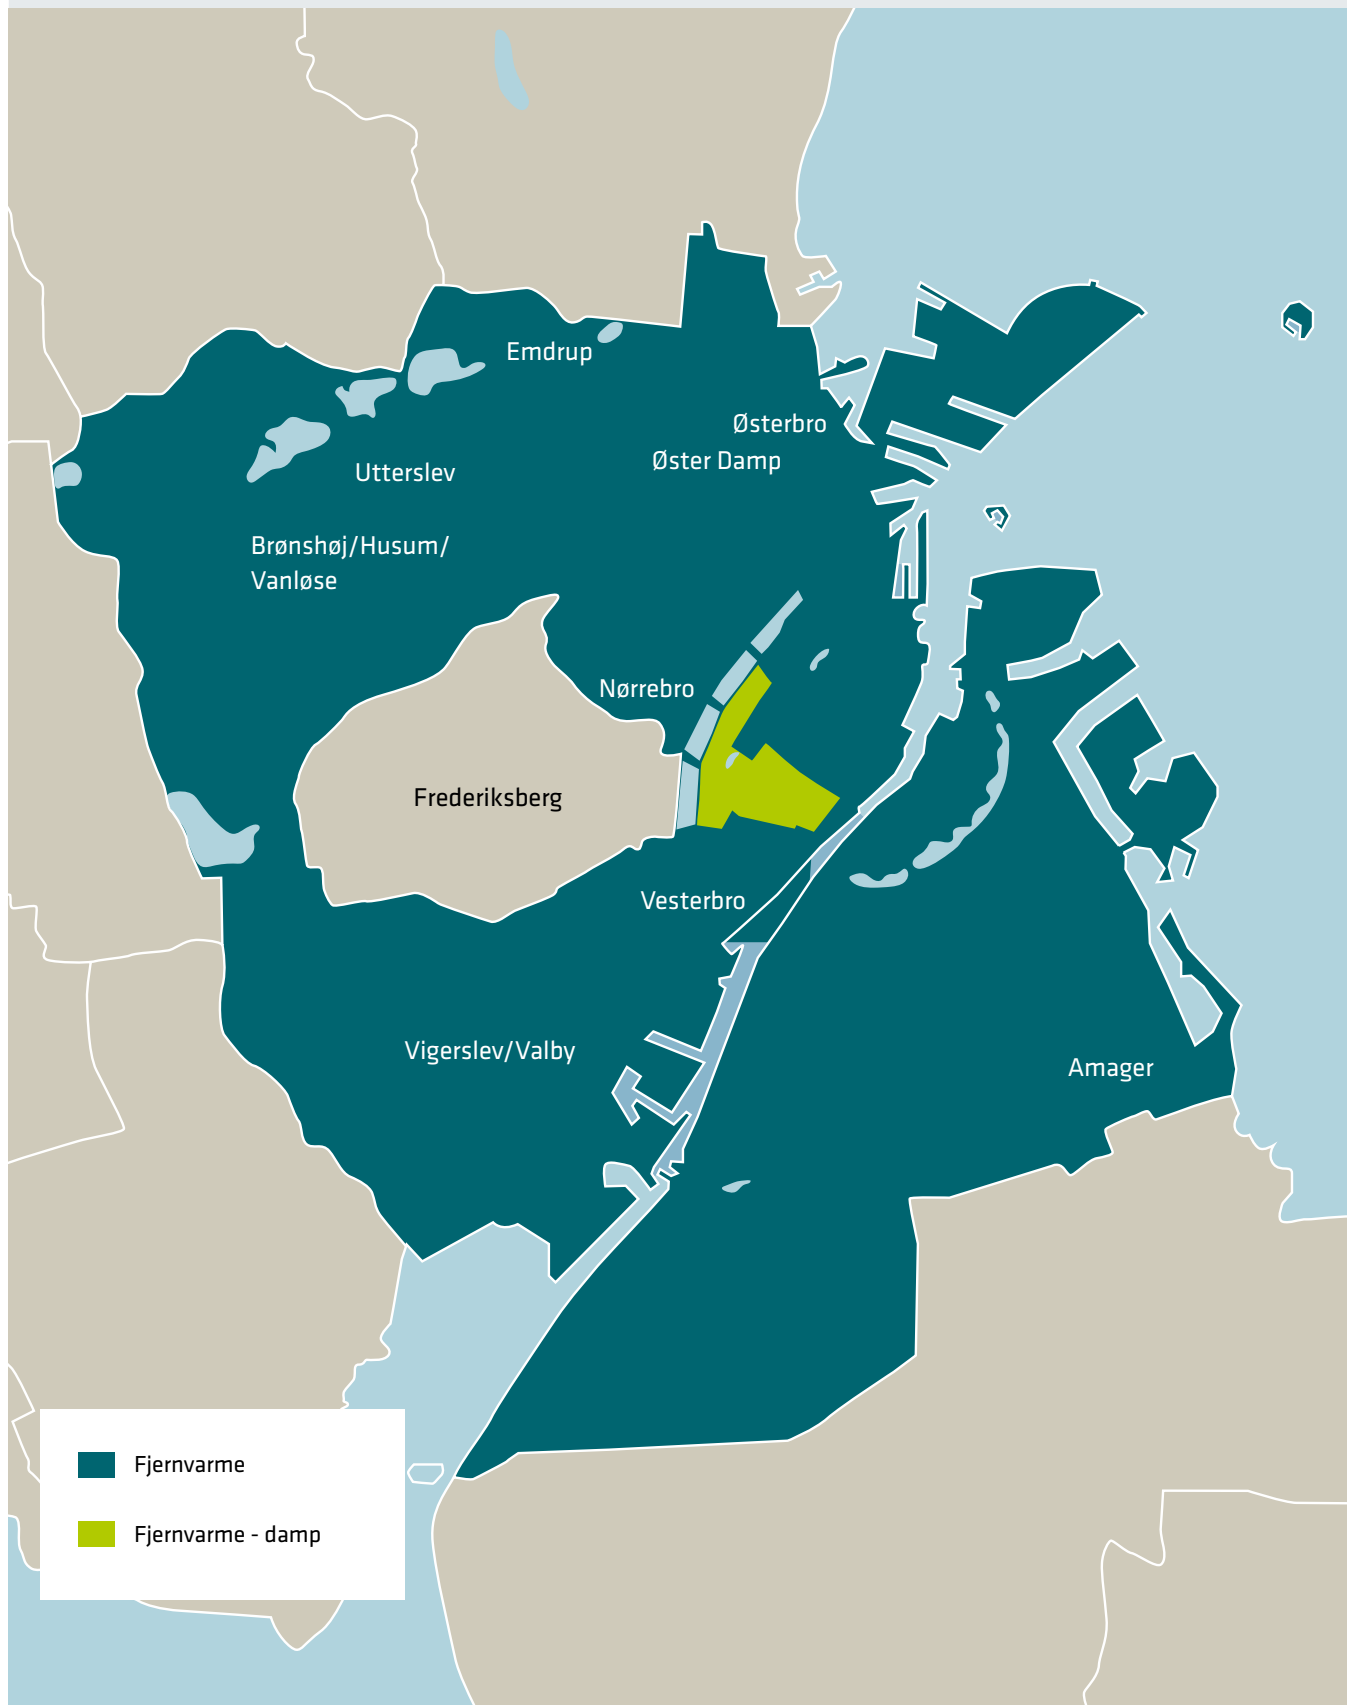 Emdrup
Østerbro
Øster Damp
Utterslev
Brønshøj/Husum/
Vanløse
Nørrebro
Frederiksberg
Vesterbro
Vigerslev/Valby
Amager
Fjernvarme
Fjernvarme - damp